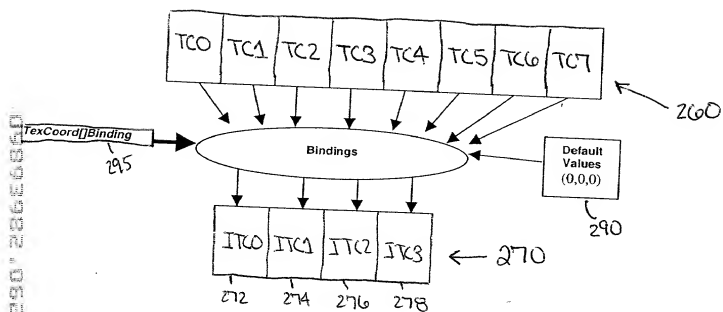 TC0 TC1 TC2 TC3 TC4 TC5 TC6 TC7
260
TexCoord[]Binding
295
Bindings
Default
Values
(0,0,0)
290
ITC0 ITC1 ITC2 ITC3
270
272 274 276 278